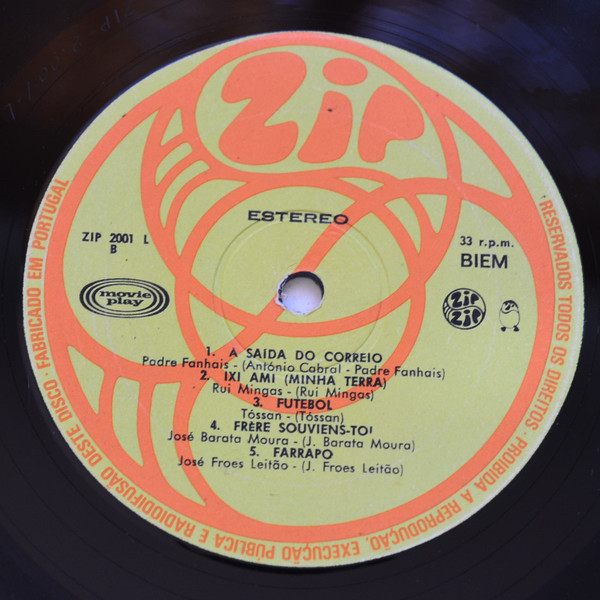 Zip
ESTEREO
ZIP 2001 L
B
33 r.p.m.
BIEM
movie
play
ZIP
ZIP
1. A SAÍDA DO CORREIO
Padre Fanhais - (António Cabral - Padre Fanhais)
2. IXI AMI (MINHA TERRA)
Rui Mingas - (Rui Mingas)
3. FUTEBOL
Tóssan - (Tóssan)
4. FRÈRE SOUVIENS-TOI
José Barata Moura - (J. Barata Moura)
5. FARRAPO
José Froes Leitão - (J. Froes Leitão)
RESERVADOS TODOS OS DIREITOS · PROIBIDA A REPRODUÇÃO, EXECUÇÃO PÚBLICA E RADIODIFUSÃO DESTE DISCO · FABRICADO EM PORTUGAL